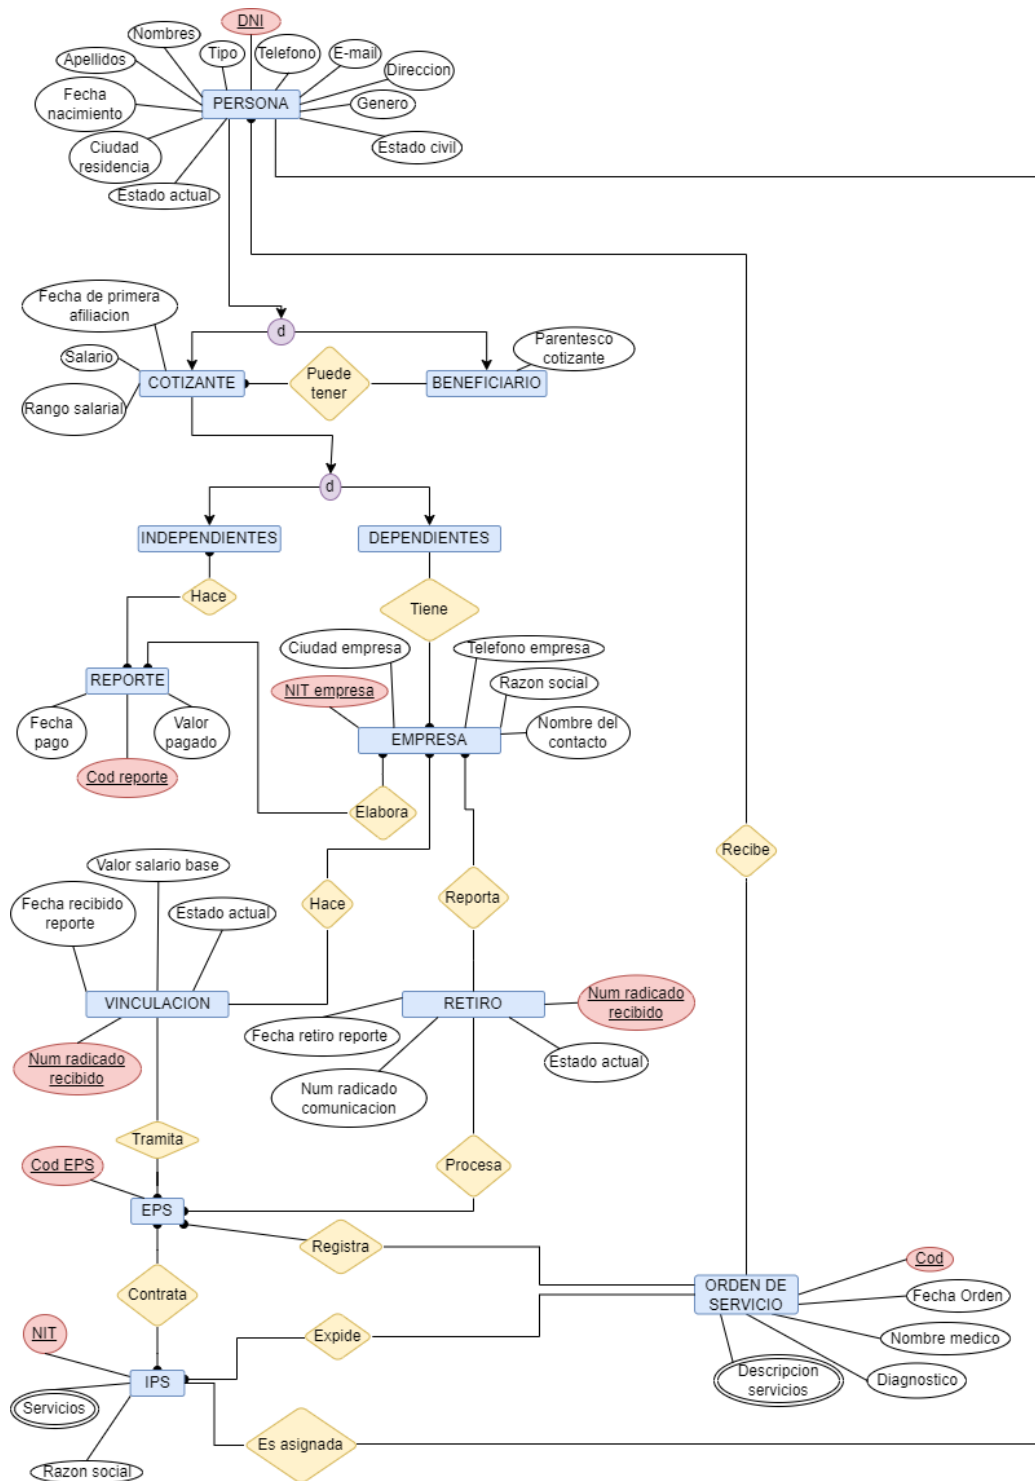 DNI
Nombres
Tipo
Telefono
E-mail
Apellidos
Direccion
Fecha
nacimiento
PERSONA
Genero
Ciudad
residencia
Estado civil
Estado actual
Fecha de primera
afiliacion
d
Salario
Parentesco
cotizante
COTIZANTE
Puede
tener
BENEFICIARIO
Rango salarial
d
INDEPENDIENTES
DEPENDIENTES
Hace
Tiene
Ciudad empresa
Telefono empresa
REPORTE
NIT empresa
Razon social
Fecha
pago
Valor
pagado
EMPRESA
Nombre del
contacto
Cod reporte
Elabora
Recibe
Valor salario base
Fecha recibido
reporte
Estado actual
Hace
Reporta
VINCULACION
RETIRO
Num radicado
recibido
Fecha retiro reporte
Num radicado
recibido
Estado actual
Num radicado
comunicacion
Tramita
Cod EPS
Procesa
EPS
Registra
Cod
Contrata
ORDEN DE
SERVICIO
Fecha Orden
NIT
Expide
Nombre medico
IPS
Descripcion
servicios
Diagnostico
Servicios
Es asignada
Razon social